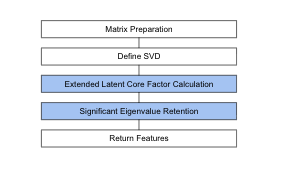 Matrix Preparation
Define SVD
Extended Latent Core Factor Calculation
Significant Eigenvalue Retention
Return Features